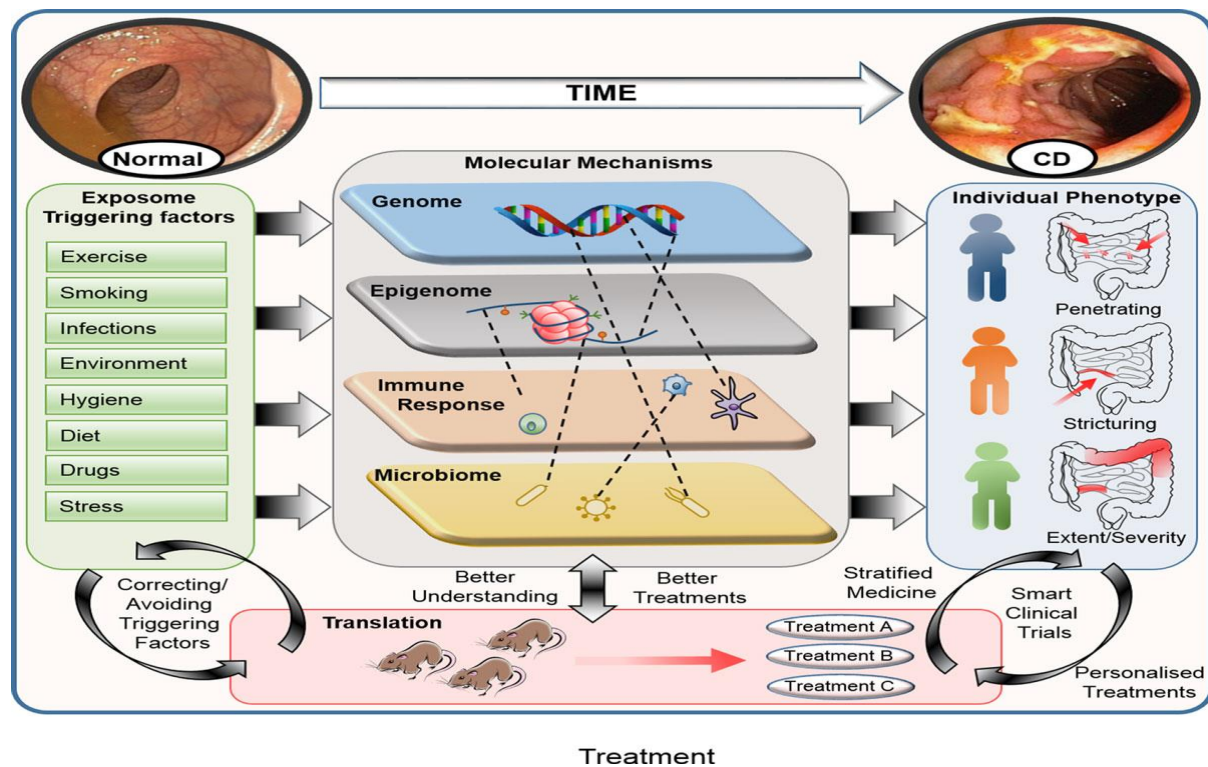 TIME
Normal
CD
Exposome
Triggering factors
Exercise
Smoking
Infections
Environment
Hygiene
Diet
Drugs
Stress
Molecular Mechanisms
Genome
Epigenome
Immune
Response
Microbiome
Individual Phenotype
Penetrating
Stricturing
Extent/Severity
Correcting/
Avoiding
Triggering
Factors
Better
Understanding
Better
Treatments
Stratified
Medicine
Smart
Clinical
Trials
Personalised
Treatments
Translation
Treatment A
Treatment B
Treatment C
Treatment